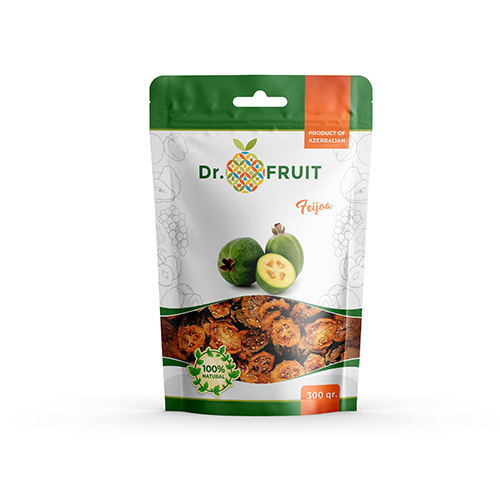 PRODUCT OF
AZERBAIJAN
Dr. FRUIT
Feijoa
100%
NATURAL
300 qr.